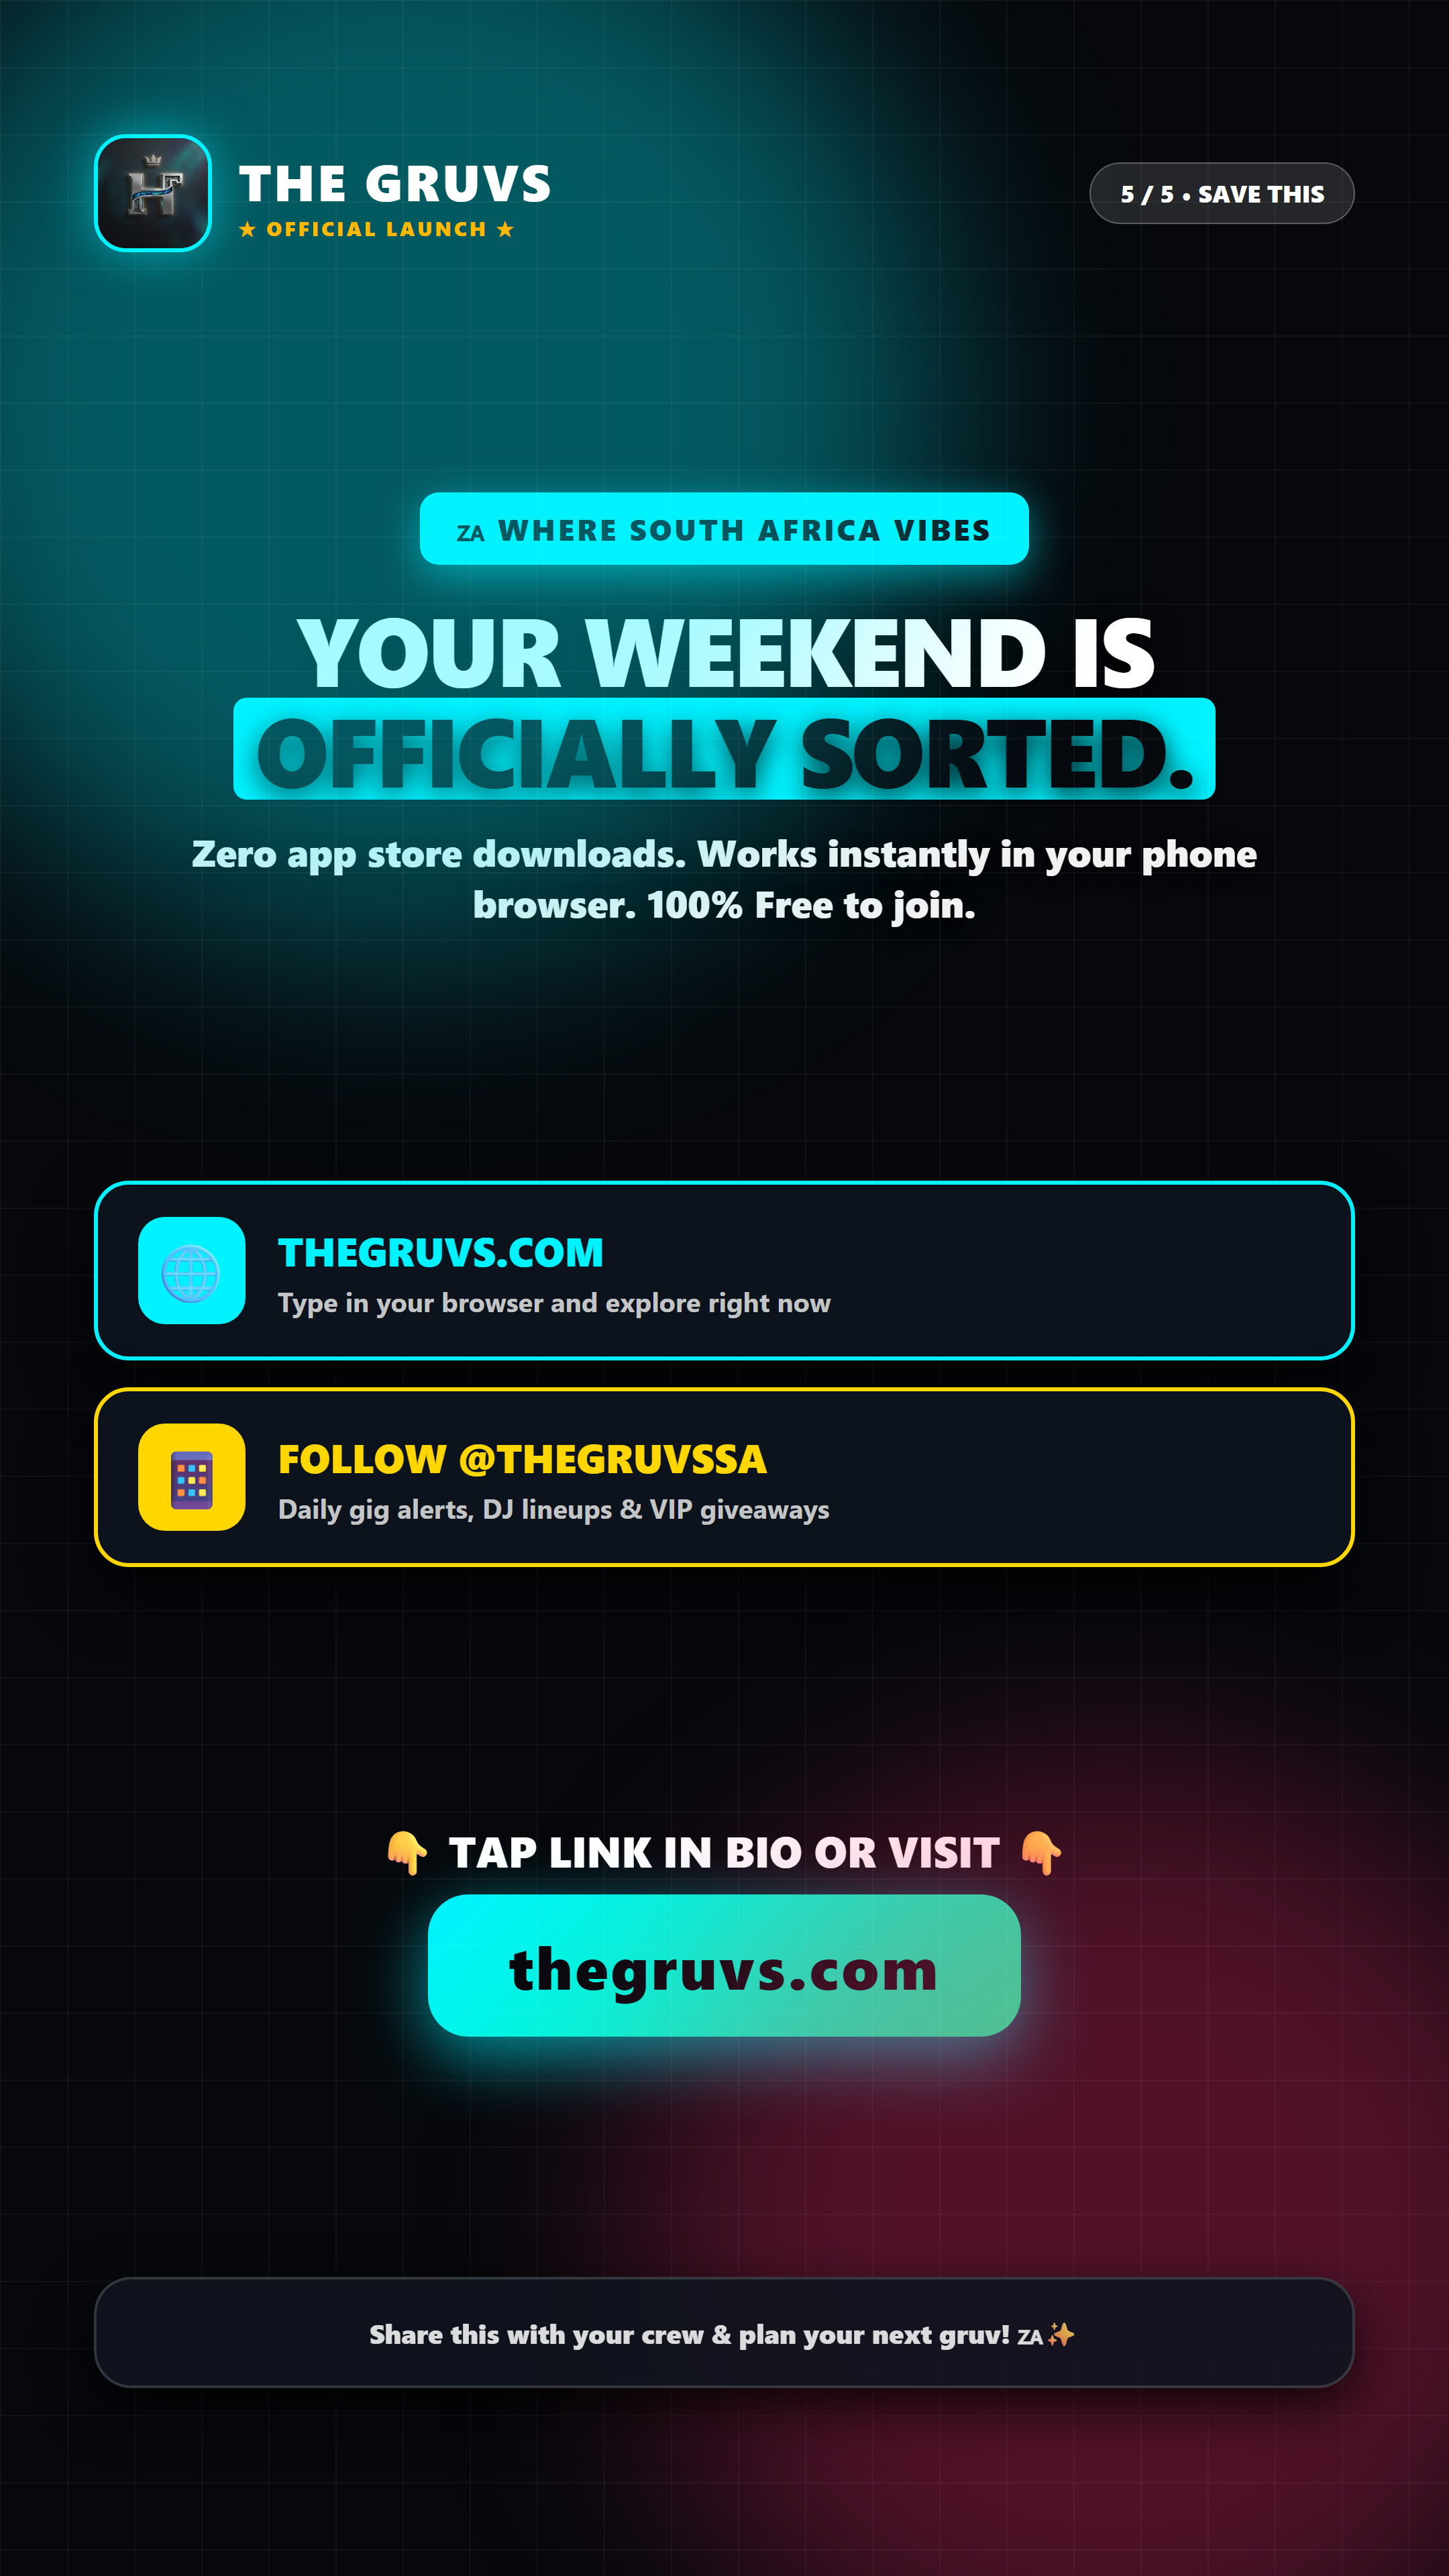 THE GRUVS
★ OFFICIAL LAUNCH ★
5 / 5 • SAVE THIS
ZA WHERE SOUTH AFRICA VIBES
YOUR WEEKEND IS
OFFICIALLY SORTED.
Zero app store downloads. Works instantly in your phone
browser. 100% Free to join.
THEGRUVS.COM
Type in your browser and explore right now
FOLLOW @THEGRUVSSA
Daily gig alerts, DJ lineups & VIP giveaways
👇 TAP LINK IN BIO OR VISIT 👇
thegruvs.com
Share this with your crew & plan your next gruv! ZA✨